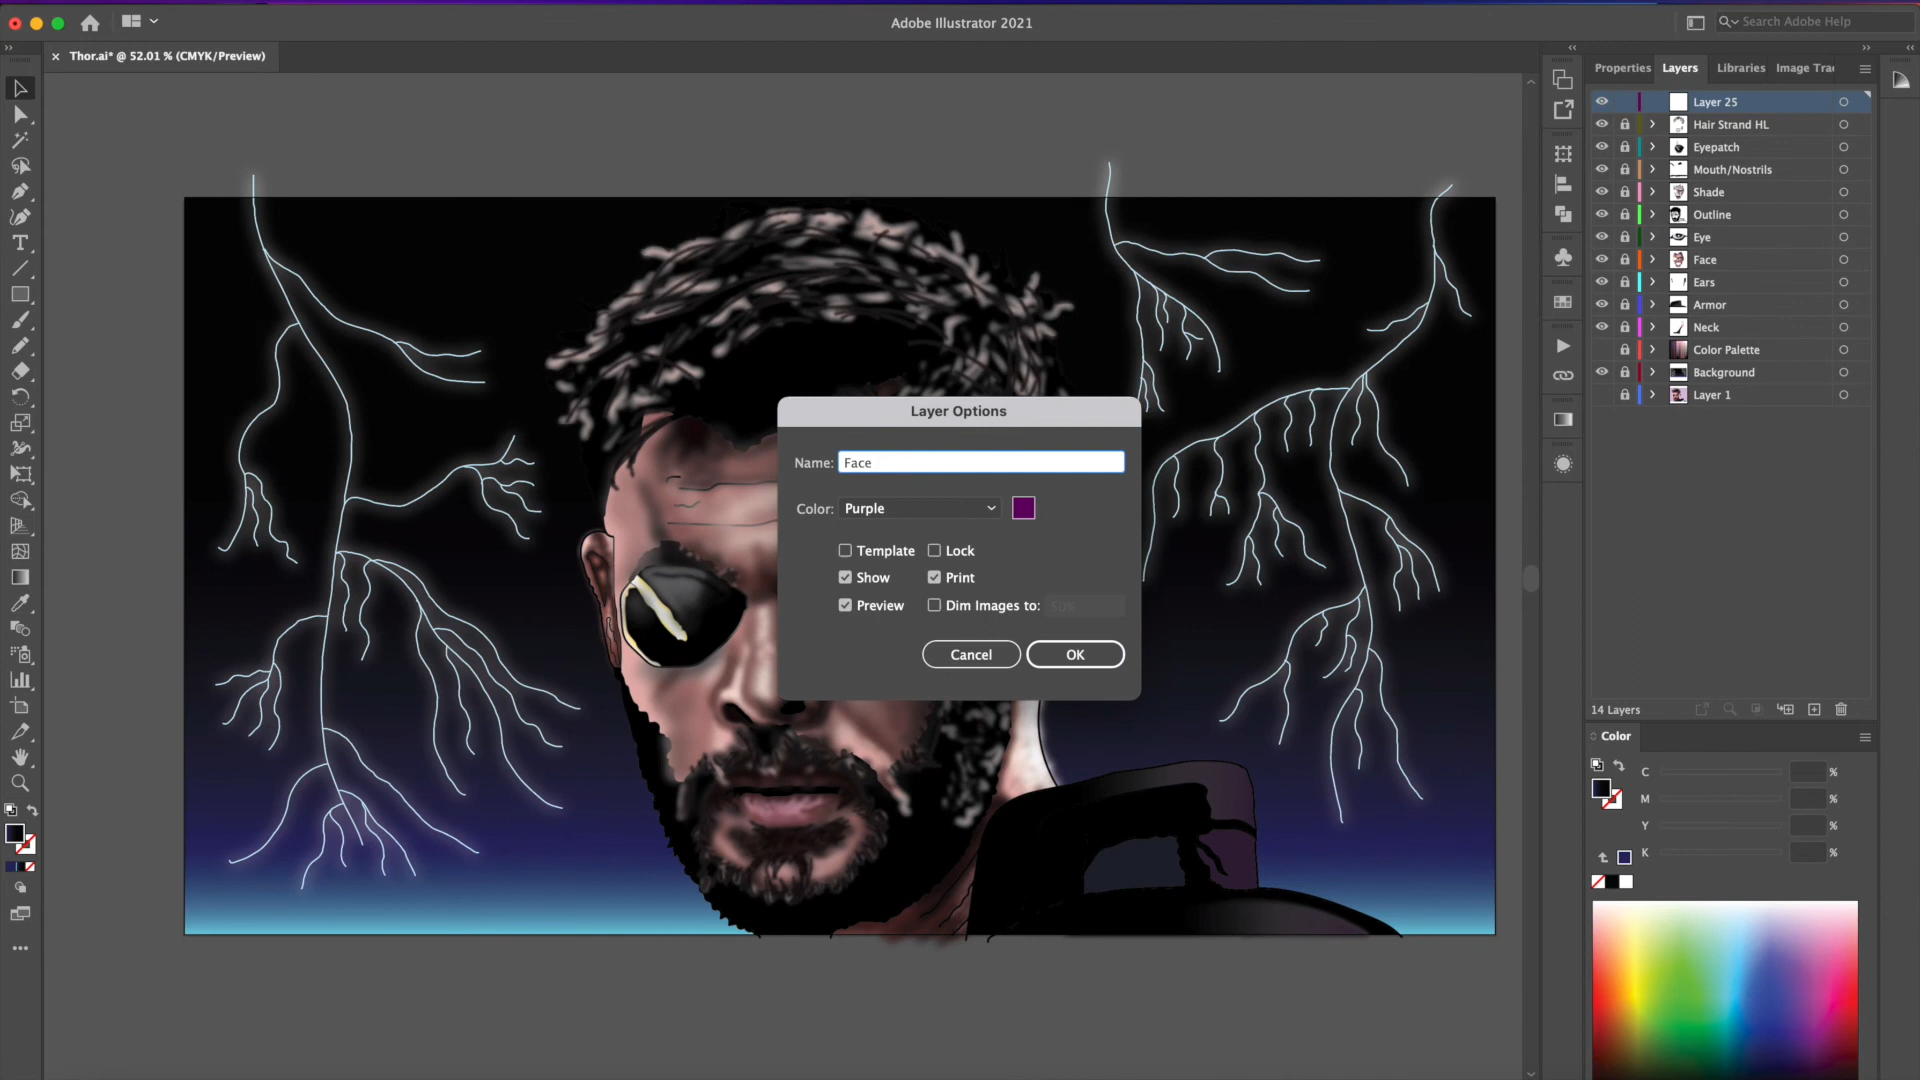 Adobe Illustrator 2021
Search Adobe Help
Thor.ai* @ 52.01 % (CMYK/Preview)
Properties
Layers
Libraries
Image Trac
Layer 25
Hair Strand HL
Eyepatch
Mouth/Nostrils
Shade
Outline
Eye
Face
Ears
Armor
Neck
Color Palette
Background
Layer 1
Layer Options
Name: Face
Color: Purple
Template Lock
Show Print
Preview Dim Images to: 50%
Cancel OK
14 Layers
Color
C %
M %
Y %
K %